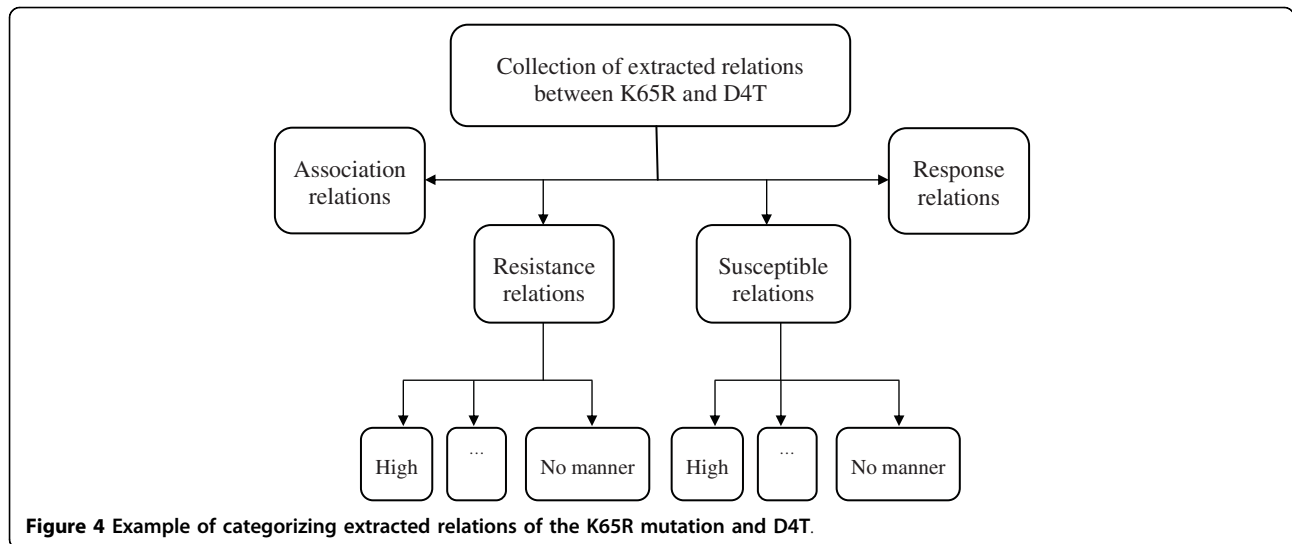 Collection of extracted relations
between K65R and D4T
Association
relations
Response
relations
Resistance
relations
Susceptible
relations
High
...
No manner
High
...
No manner
Figure 4 Example of categorizing extracted relations of the K65R mutation and D4T.